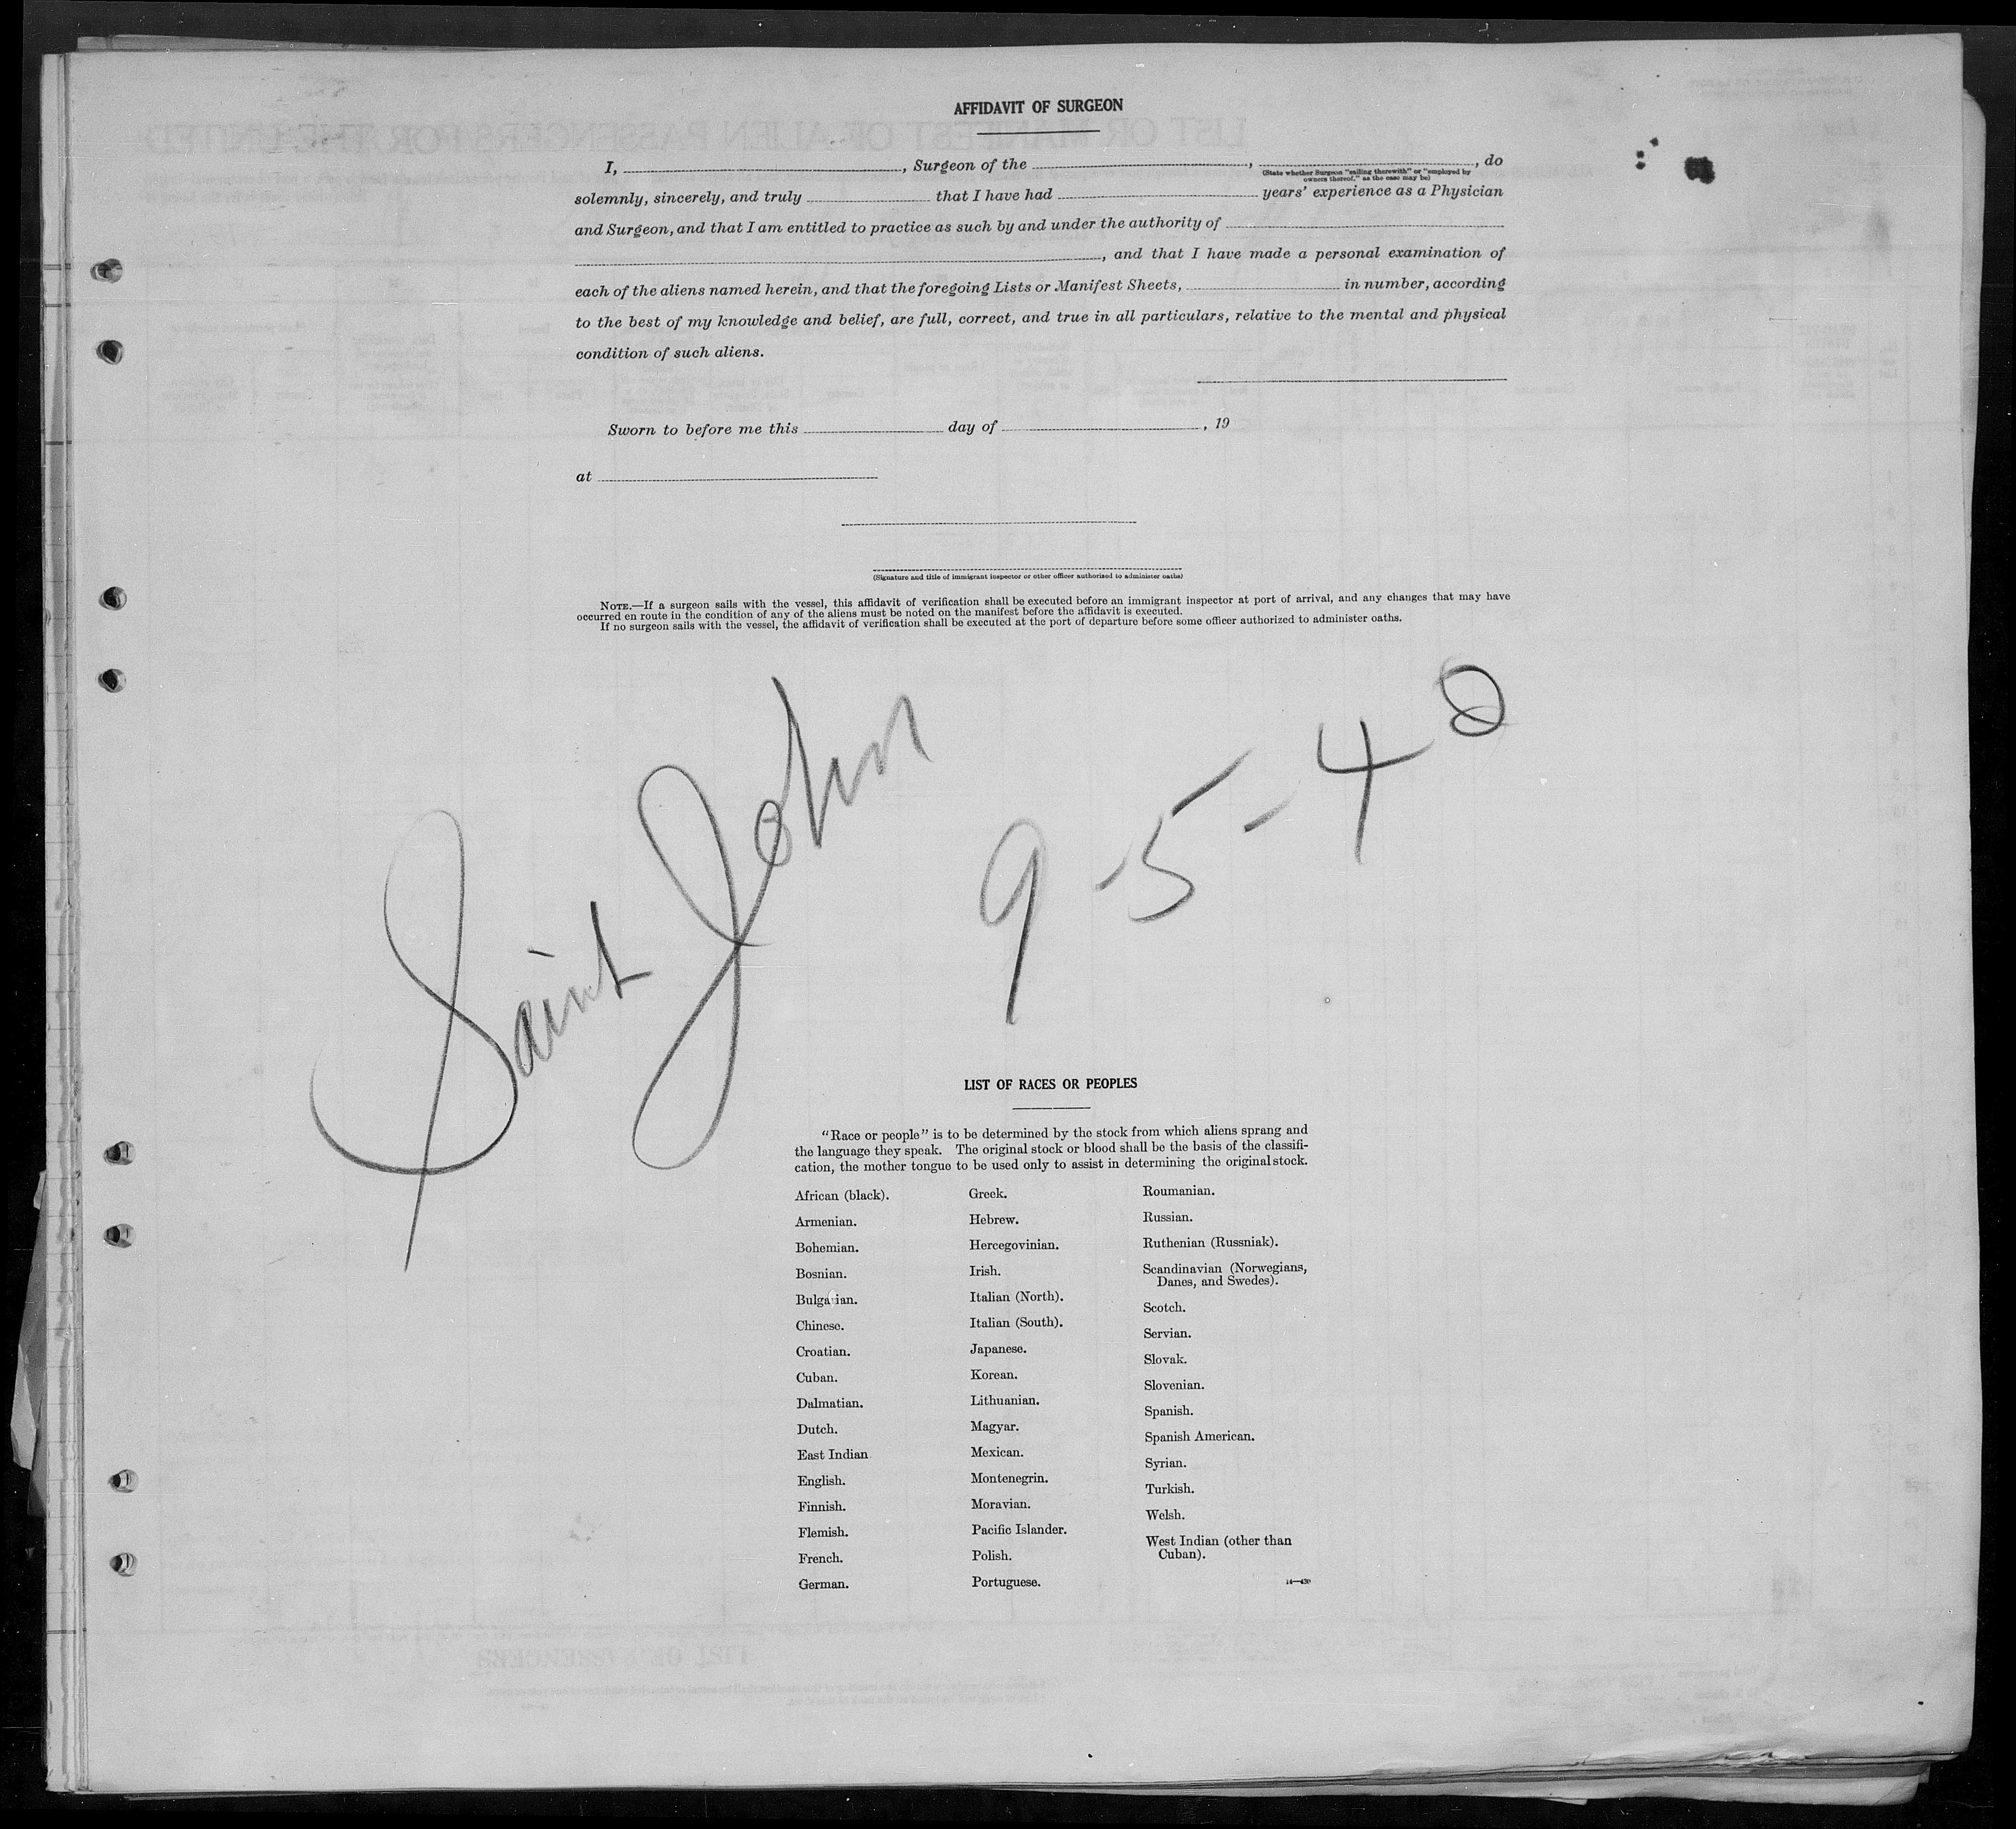 AFFIDAVIT OF SURGEON
I, , Surgeon of the , , do
(State whether Surgeon "sailing therewith" or "employed by
owners thereof," as the case may be)
solemnly, sincerely, and truly that I have had years' experience as a Physician
and Surgeon, and that I am entitled to practice as such by and under the authority of
, and that I have made a personal examination of
each of the aliens named herein, and that the foregoing Lists or Manifest Sheets, in number, according
to the best of my knowledge and belief, are full, correct, and true in all particulars, relative to the mental and physical
condition of such aliens.
Sworn to before me this day of , 19
at
(Signature and title of immigrant inspector or other officer authorized to administer oaths)
NOTE.—If a surgeon sails with the vessel, this affidavit of verification shall be executed before an immigrant inspector at port of arrival, and any changes that may have
occurred en route in the condition of any of the aliens must be noted on the manifest before the affidavit is executed.
If no surgeon sails with the vessel, the affidavit of verification shall be executed at the port of departure before some officer authorized to administer oaths.
Saint John 9-5-40
LIST OF RACES OR PEOPLES
"Race or people" is to be determined by the stock from which aliens sprang and
the language they speak. The original stock or blood shall be the basis of the classifi-
cation, the mother tongue to be used only to assist in determining the original stock.
African (black).
Armenian.
Bohemian.
Bosnian.
Bulgarian.
Chinese.
Croatian.
Cuban.
Dalmatian.
Dutch.
East Indian
English.
Finnish.
Flemish.
French.
German.
Greek.
Hebrew.
Hercegovinian.
Irish.
Italian (North).
Italian (South).
Japanese.
Korean.
Lithuanian.
Magyar.
Mexican.
Montenegrin.
Moravian.
Pacific Islander.
Polish.
Portuguese.
Roumanian.
Russian.
Ruthenian (Russniak).
Scandinavian (Norwegians,
Danes, and Swedes).
Scotch.
Servian.
Slovak.
Slovenian.
Spanish.
Spanish American.
Syrian.
Turkish.
Welsh.
West Indian (other than
Cuban).